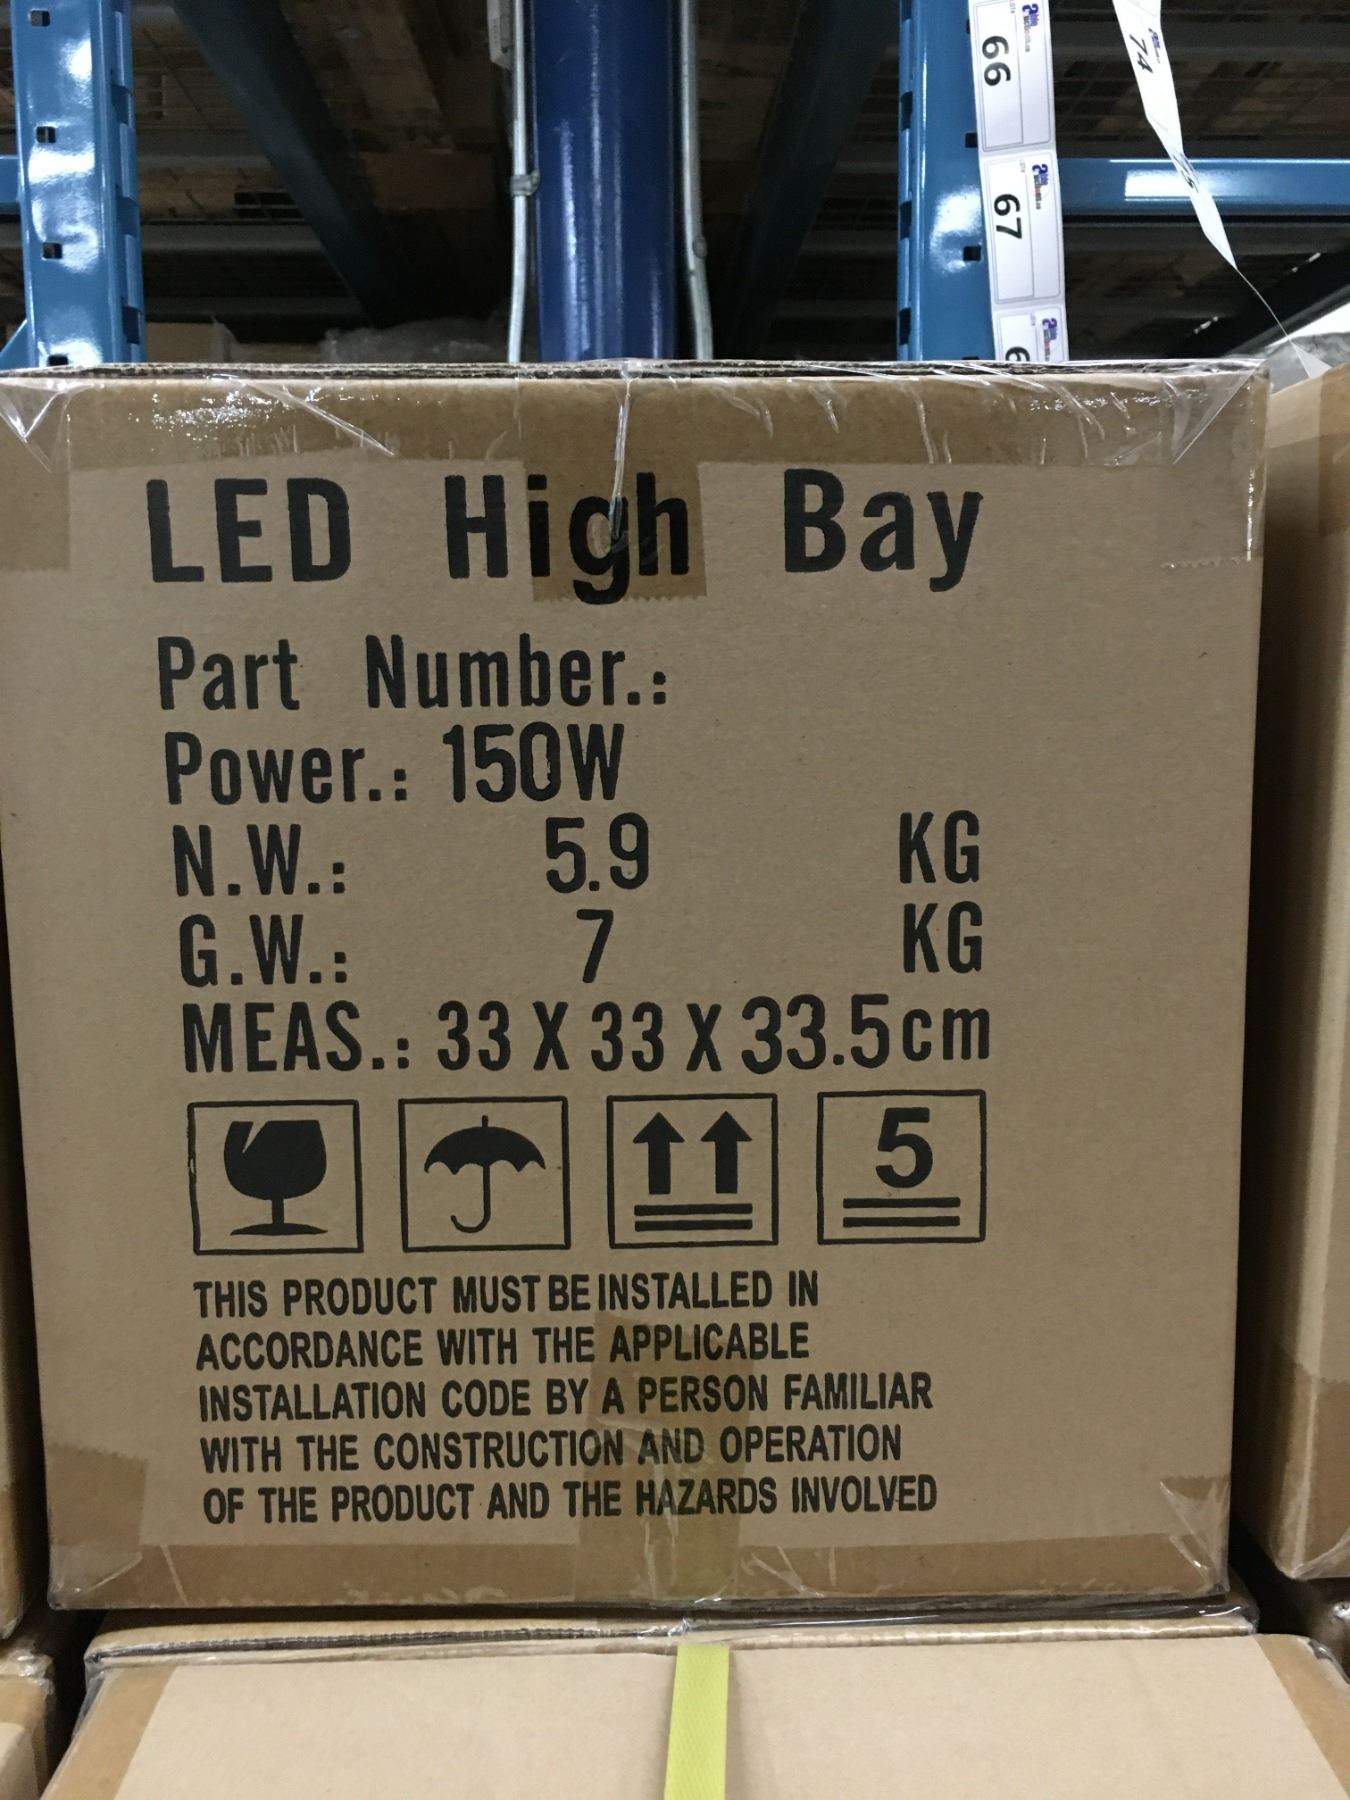 66
74
67
LED High Bay
Part Number.:
Power.: 150W
N.W.: 5.9 KG
G.W.: 7 KG
MEAS.: 33 X 33 X 33.5cm
5
THIS PRODUCT MUST BE INSTALLED IN
ACCORDANCE WITH THE APPLICABLE
INSTALLATION CODE BY A PERSON FAMILIAR
WITH THE CONSTRUCTION AND OPERATION
OF THE PRODUCT AND THE HAZARDS INVOLVED